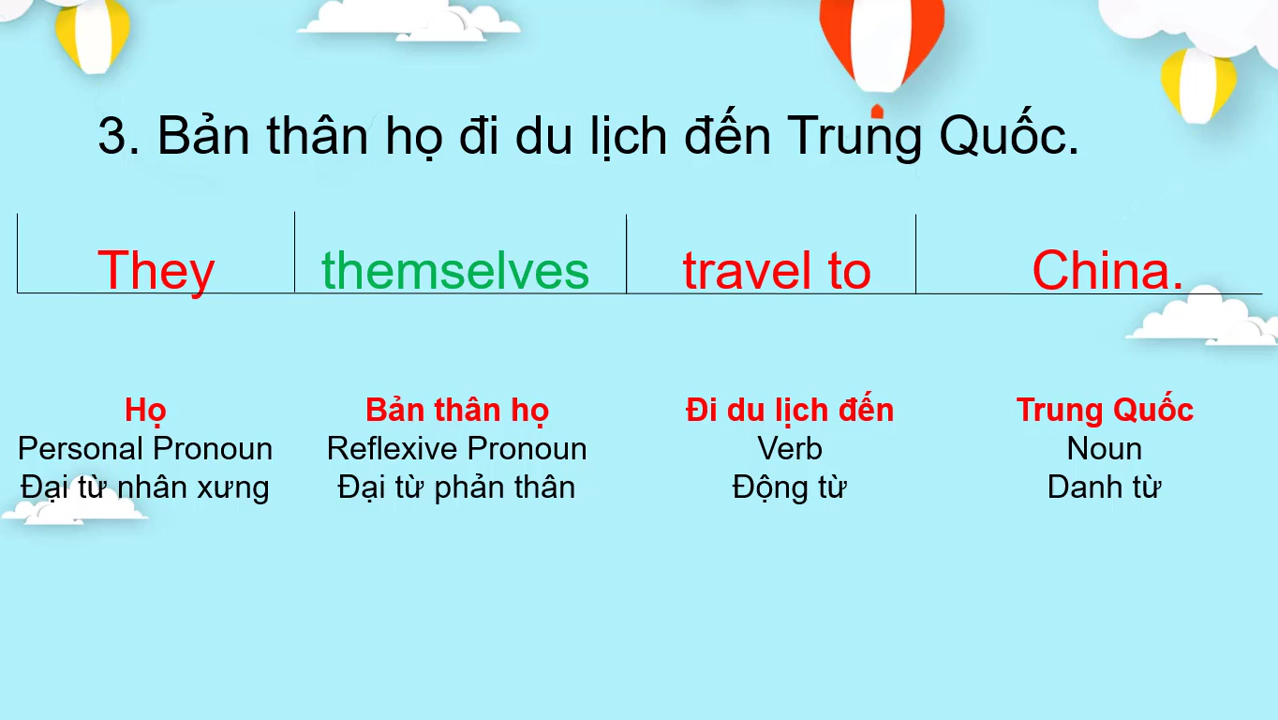 3. Bản thân họ đi du lịch đến Trung Quốc.
They themselves travel to China.
Họ Bản thân họ Đi du lịch đến Trung Quốc
Personal Pronoun Reflexive Pronoun Verb Noun
Đại từ nhân xưng Đại từ phản thân Động từ Danh từ